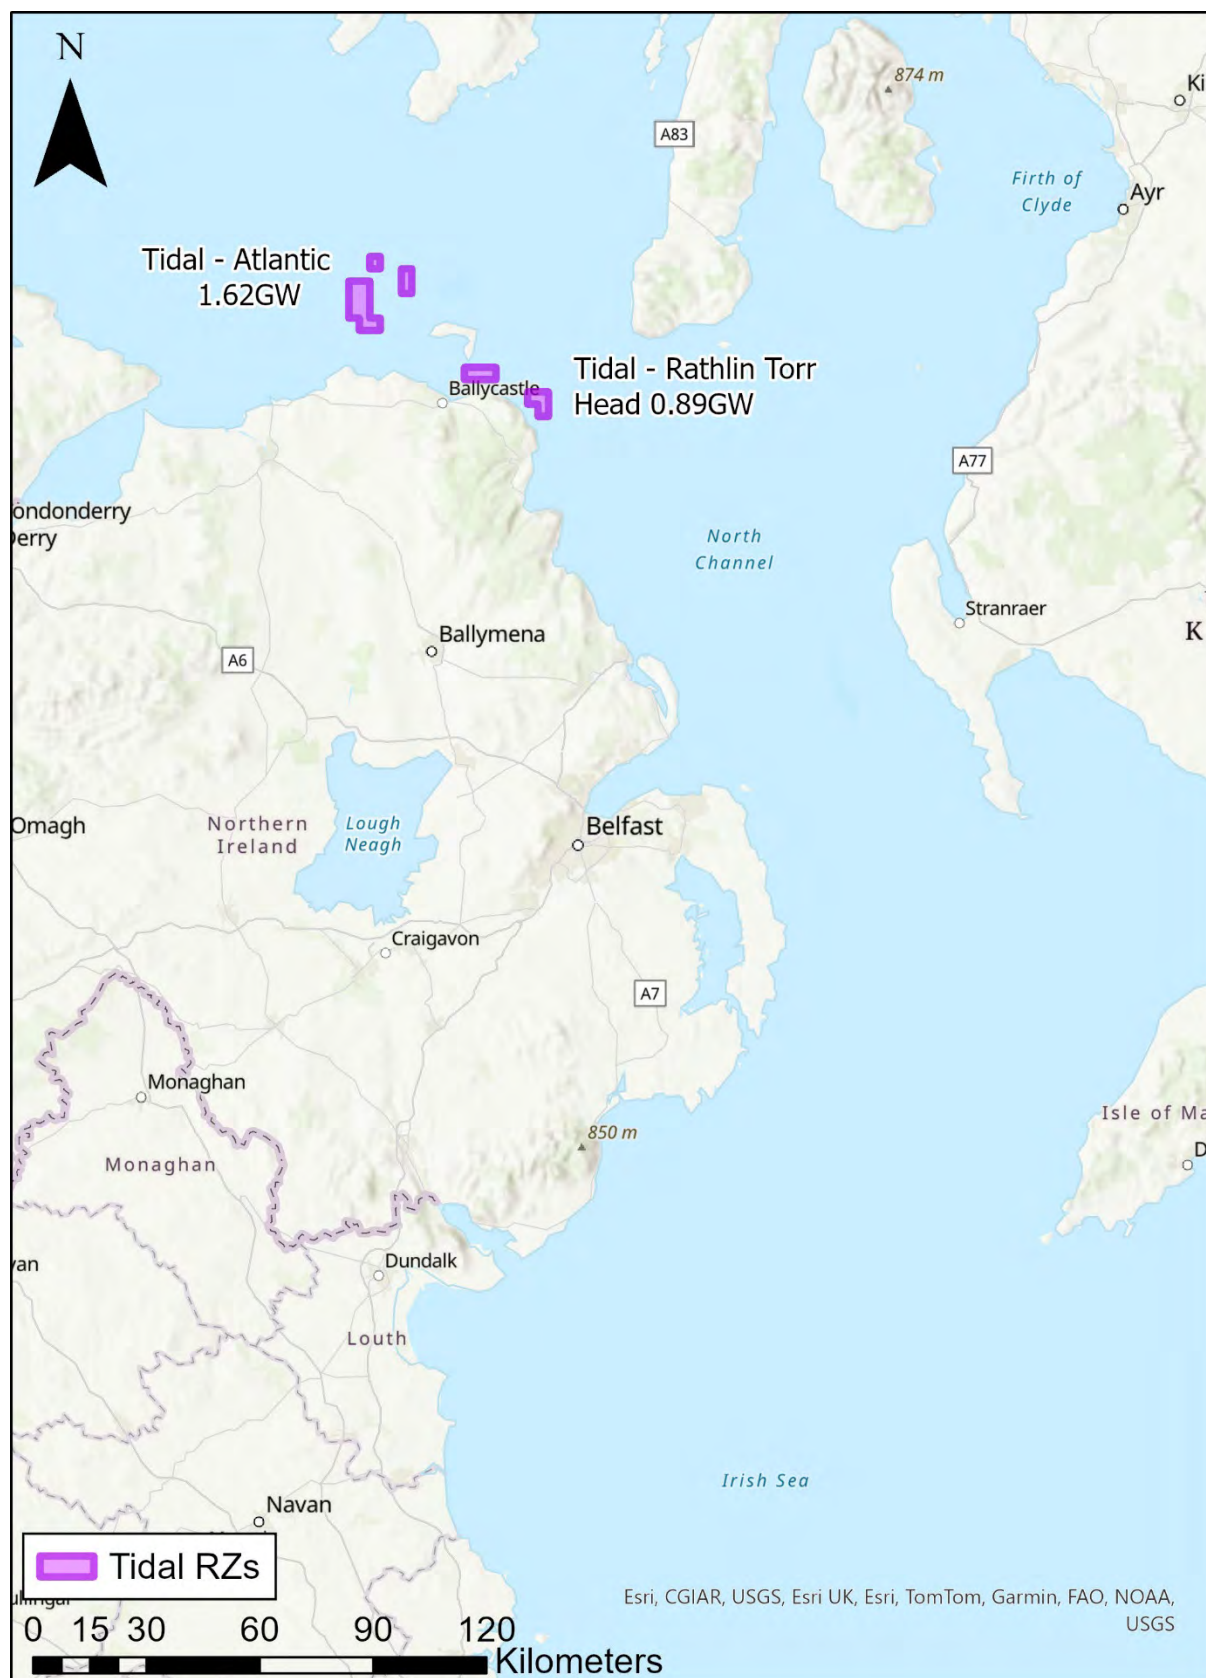 N
874 m
Ki
A83
Firth of
Clyde
Ayr
Tidal - Atlantic
1.62GW
Tidal - Rathlin Torr
Head 0.89GW
Ballycastle
A77
ondonderry
Derry
North
Channel
Stranraer
K
Ballymena
A6
Omagh
Northern
Ireland
Lough
Neagh
Belfast
Craigavon
A7
Monaghan
Isle of Ma
850 m
D
Monaghan
van
Dundalk
Louth
Irish Sea
Navan
Tidal RZs
Esri, CGIAR, USGS, Esri UK, Esri, TomTom, Garmin, FAO, NOAA,
USGS
0 15 30 60 90 120
Kilometers